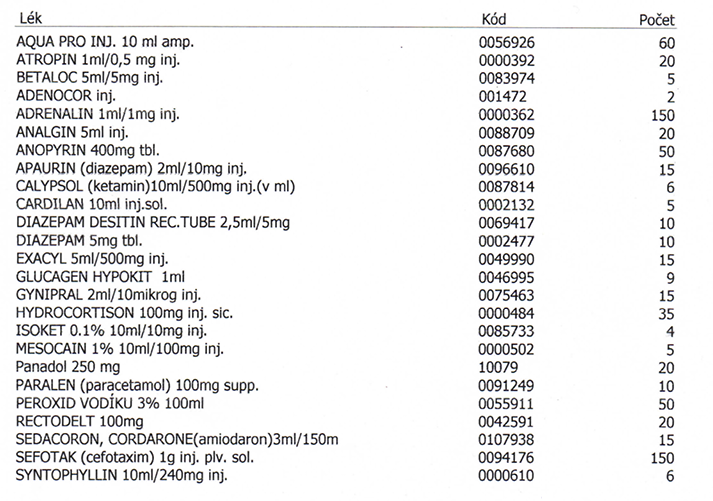 Lék Kód Počet
AQUA PRO INJ. 10 ml amp. 0056926 60
ATROPIN 1ml/0,5 mg inj. 0000392 20
BETALOC 5ml/5mg inj. 0083974 5
ADENOCOR inj. 001472 2
ADRENALIN 1ml/1mg inj. 0000362 150
ANALGIN 5ml inj. 0088709 20
ANOPYRIN 400mg tbl. 0087680 50
APAURIN (diazepam) 2ml/10mg inj. 0096610 15
CALYPSOL (ketamin)10ml/500mg inj.(v ml) 0087814 6
CARDILAN 10ml inj.sol. 0002132 5
DIAZEPAM DESITIN REC.TUBE 2,5ml/5mg 0069417 10
DIAZEPAM 5mg tbl. 0002477 10
EXACYL 5ml/500mg inj. 0049990 15
GLUCAGEN HYPOKIT 1ml 0046995 9
GYNIPRAL 2ml/10mikrog inj. 0075463 15
HYDROCORTISON 100mg inj. sic. 0000484 35
ISOKET 0.1% 10ml/10mg inj. 0085733 4
MESOCAIN 1% 10ml/100mg inj. 0000502 5
Panadol 250 mg 10079 20
PARALEN (paracetamol) 100mg supp. 0091249 10
PEROXID VODÍKU 3% 100ml 0055911 50
RECTODELT 100mg 0042591 20
SEDACORON, CORDARONE(amiodaron)3ml/150m 0107938 15
SEFOTAK (cefotaxim) 1g inj. plv. sol. 0094176 150
SYNTOPHYLLIN 10ml/240mg inj. 0000610 6